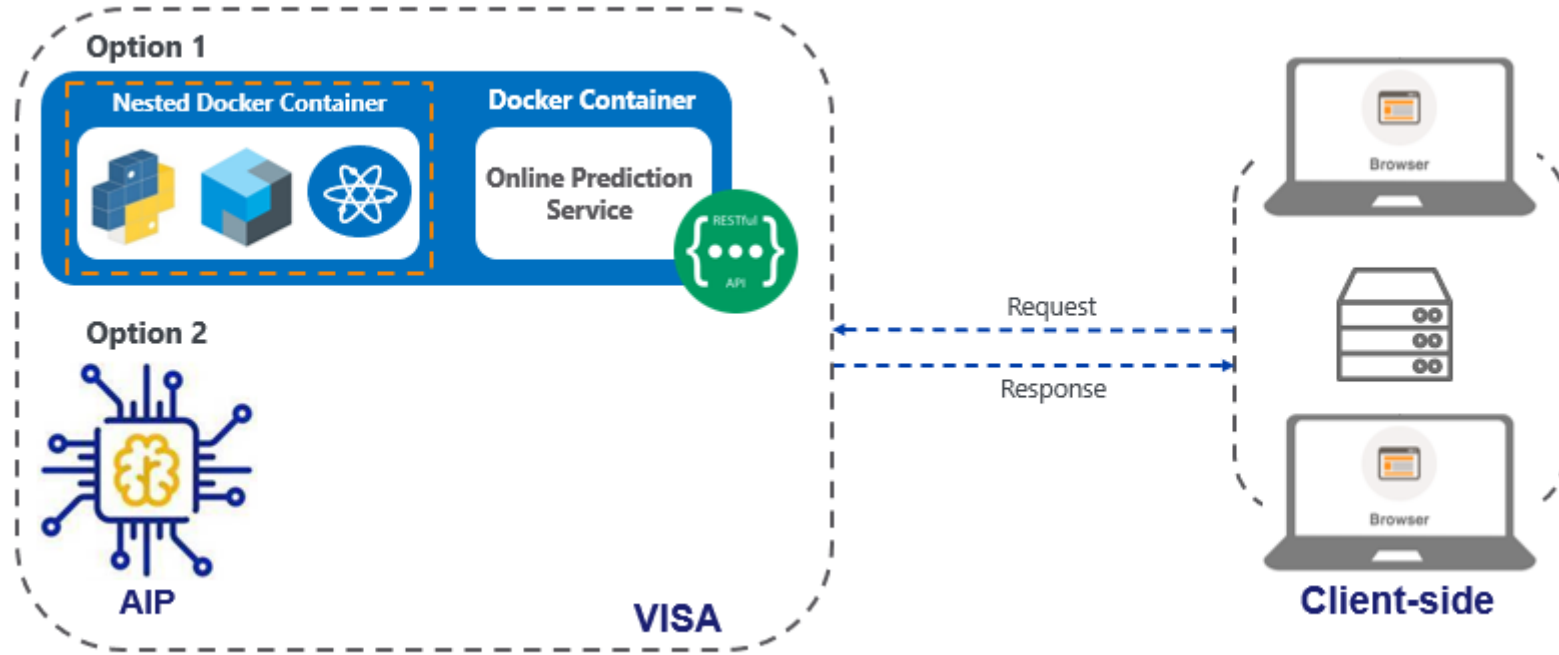 Option 1
Nested Docker Container
Docker Container
Online Prediction
Service
RESTful
API
Option 2
AIP
VISA
Request
Response
Browser
Browser
Client-side